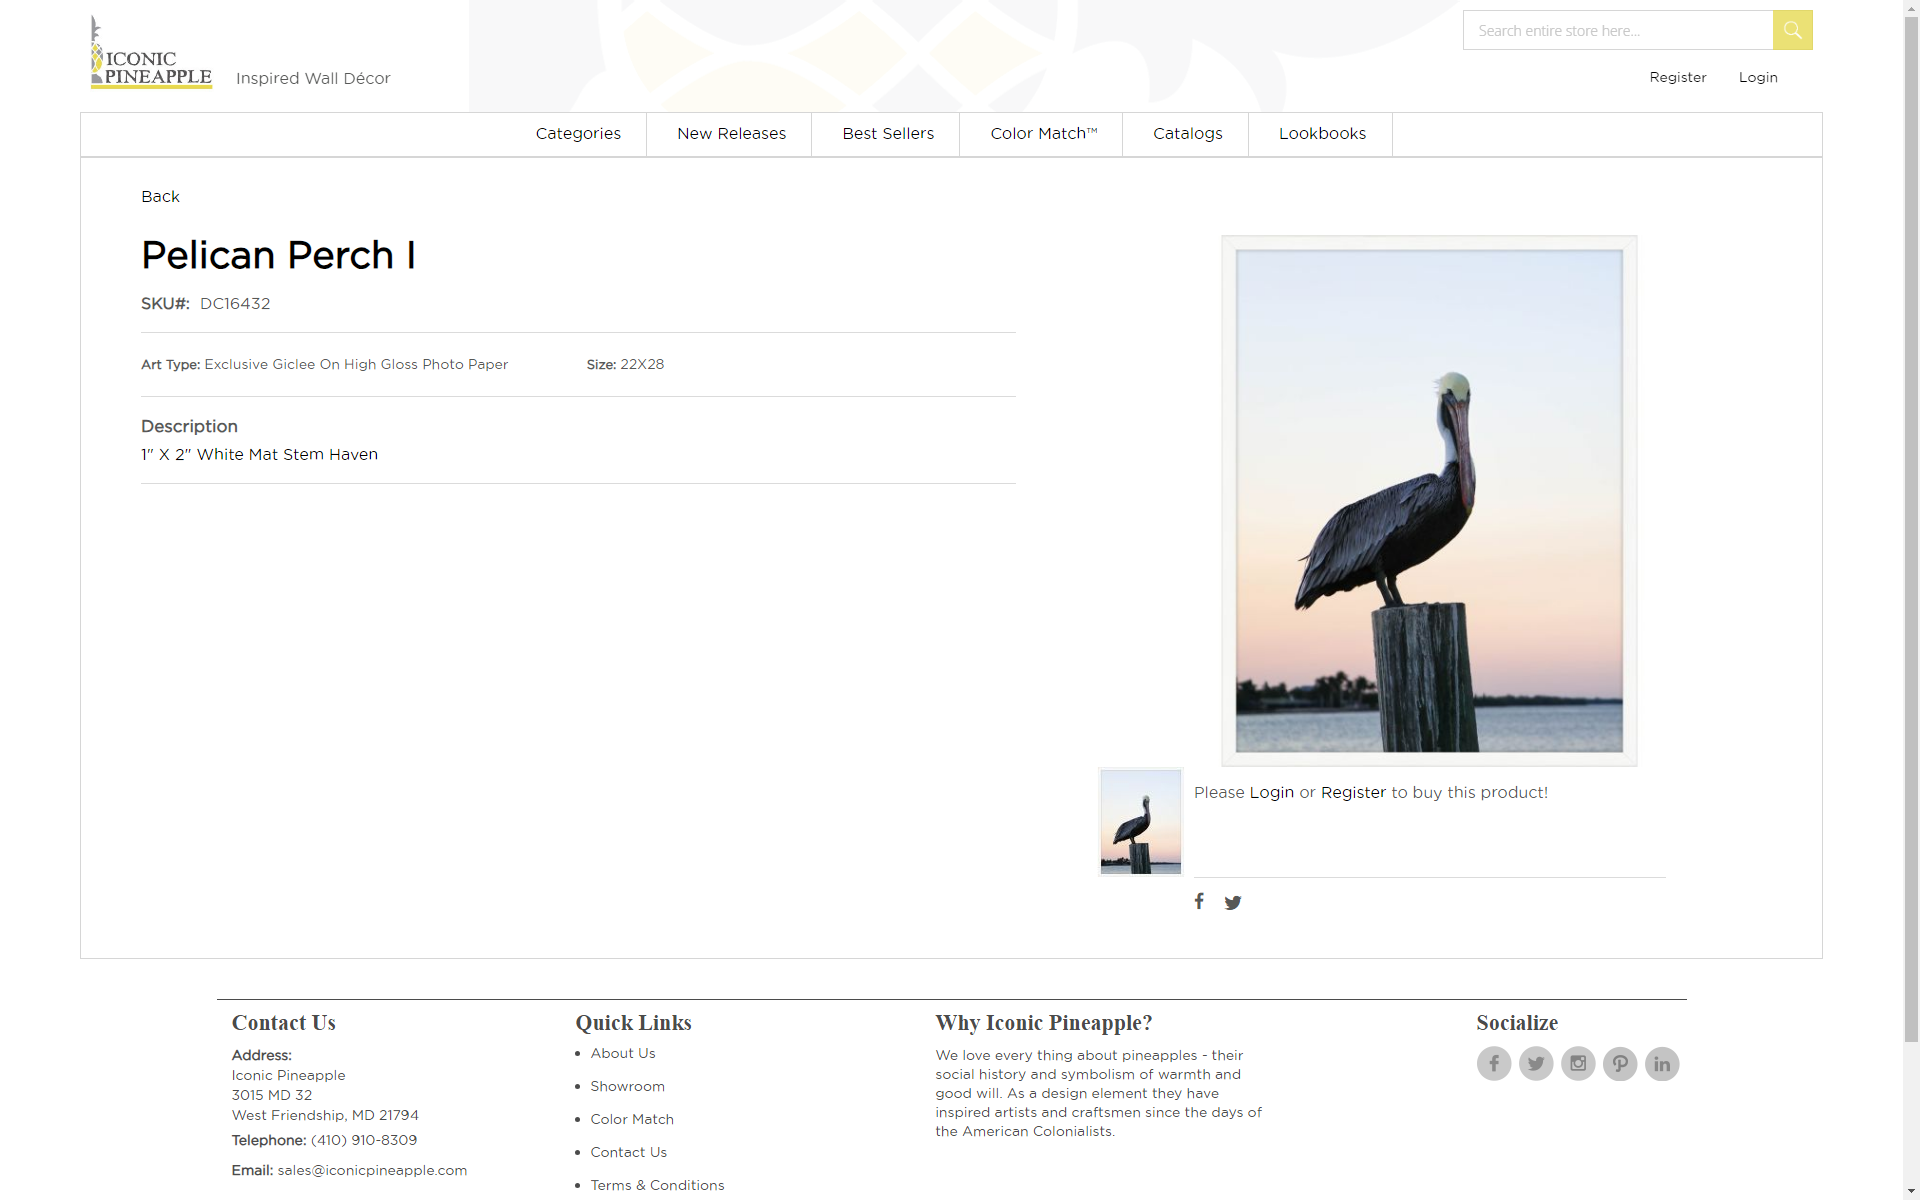 ICONIC
PINEAPPLE
Inspired Wall Décor
Search entire store here...
Register
Login
Categories
New Releases
Best Sellers
Color Match™
Catalogs
Lookbooks
Back
Pelican Perch I
SKU#: DC16432
Art Type: Exclusive Giclee On High Gloss Photo Paper
Size: 22X28
Description
1" X 2" White Mat Stem Haven
Please Login or Register to buy this product!
Contact Us
Address:
Iconic Pineapple
3015 MD 32
West Friendship, MD 21794
Telephone: (410) 910-8309
Email: sales@iconicpineapple.com
Quick Links
About Us
Showroom
Color Match
Contact Us
Terms & Conditions
Why Iconic Pineapple?
We love every thing about pineapples - their
social history and symbolism of warmth and
good will. As a design element they have
inspired artists and craftsmen since the days of
the American Colonialists.
Socialize